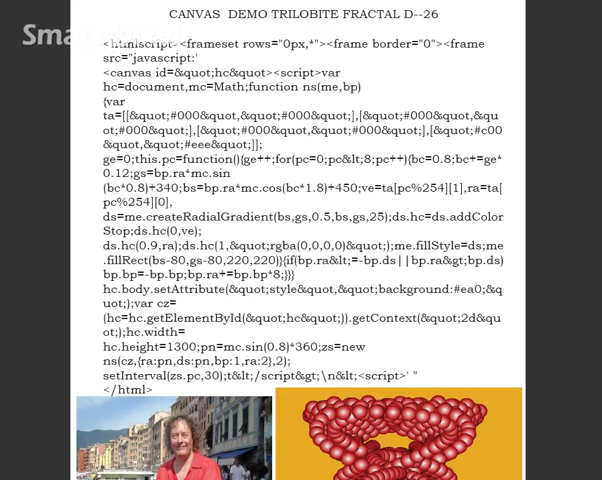 CANVAS DEMO TRILOBITE FRACTAL D--26
Smar
<htmlscript><frameset rows="0px,*"><frame border="0"><frame
src="javascript:'
<canvas id=&quot;hc&quot;><script>var
hc=document,mc=Math;function ns(me,bp)
{var
ta=[[&quot;#000&quot,&quot;#000&quot;],[&quot;#000&quot,&qu
ot;#000&quot;],[&quot;#000&quot,&quot;#000&quot;],[&quot;#c00
&quot,&quot;#eee&quot;]];
ge=0;this.pc=function(){ge++;for(pc=0;pc&lt;8;pc++){bc=0.8;bc+=ge*
0.12;gs=bp.ra*mc.sin
(bc*0.8)+340;bs=bp.ra*mc.cos(bc*1.8)+450;ve=ta[pc%254][1],ra=ta[
pc%254][0],
ds=me.createRadialGradient(bs,gs,0.5,bs,gs,25);ds.hc=ds.addColor
Stop;ds.hc(0,ve);
ds.hc(0.9,ra);ds.hc(1,&quot;rgba(0,0,0,0)&quot;);me.fillStyle=ds;me
.fillRect(bs-80,gs-80,220,220)}{if(bp.ra&lt;=-bp.ds||bp.ra&gt;bp.ds)
bp.bp=-bp.bp;bp.ra+=bp.bp*8;}}}
hc.body.setAttribute(&quot;style&quot,&quot;background:#ea0;&q
uot;);var cz=
(hc=hc.getElementById(&quot;hc&quot;)).getContext(&quot;2d&qu
ot;);hc.width=
hc.height=1300;pn=mc.sin(0.8)*360;zs=new
ns(cz,{ra:pn,ds:pn,bp:1,ra:2},2);
setInterval(zs.pc,30);t&lt;/script&gt;\n&lt;<script>' "
</html>